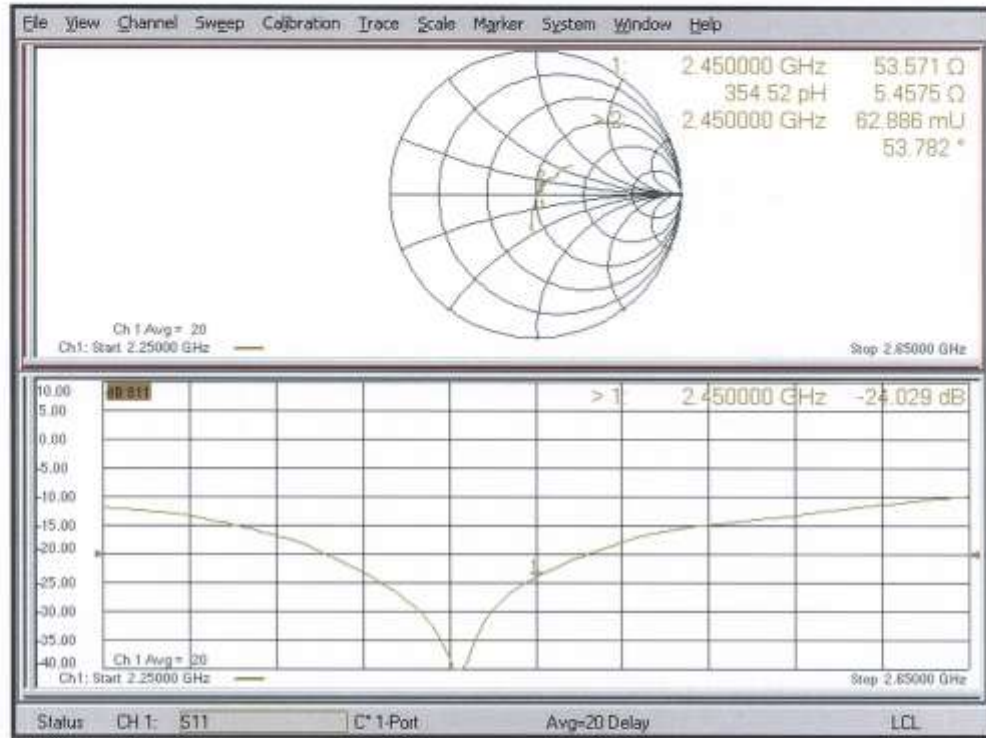 File View Channel Sweep Calibration Trace Scale Marker System Window Help
1: 2.450000 GHz 53.571 Ω
354.52 pH 5.4575 Ω
> 2: 2.450000 GHz 62.886 mU
53.782 °
Ch 1 Avg = 20
Ch1: Start 2.25000 GHz
Stop 2.65000 GHz
10.00
dB S11
> 1: 2.450000 GHz -24.029 dB
5.00
0.00
-5.00
-10.00
-15.00
-20.00
1
-25.00
-30.00
-35.00
-40.00
Ch 1 Avg = 20
Ch1: Start 2.25000 GHz
Stop 2.65000 GHz
Status CH 1: S11 C* 1-Port Avg=20 Delay LCL